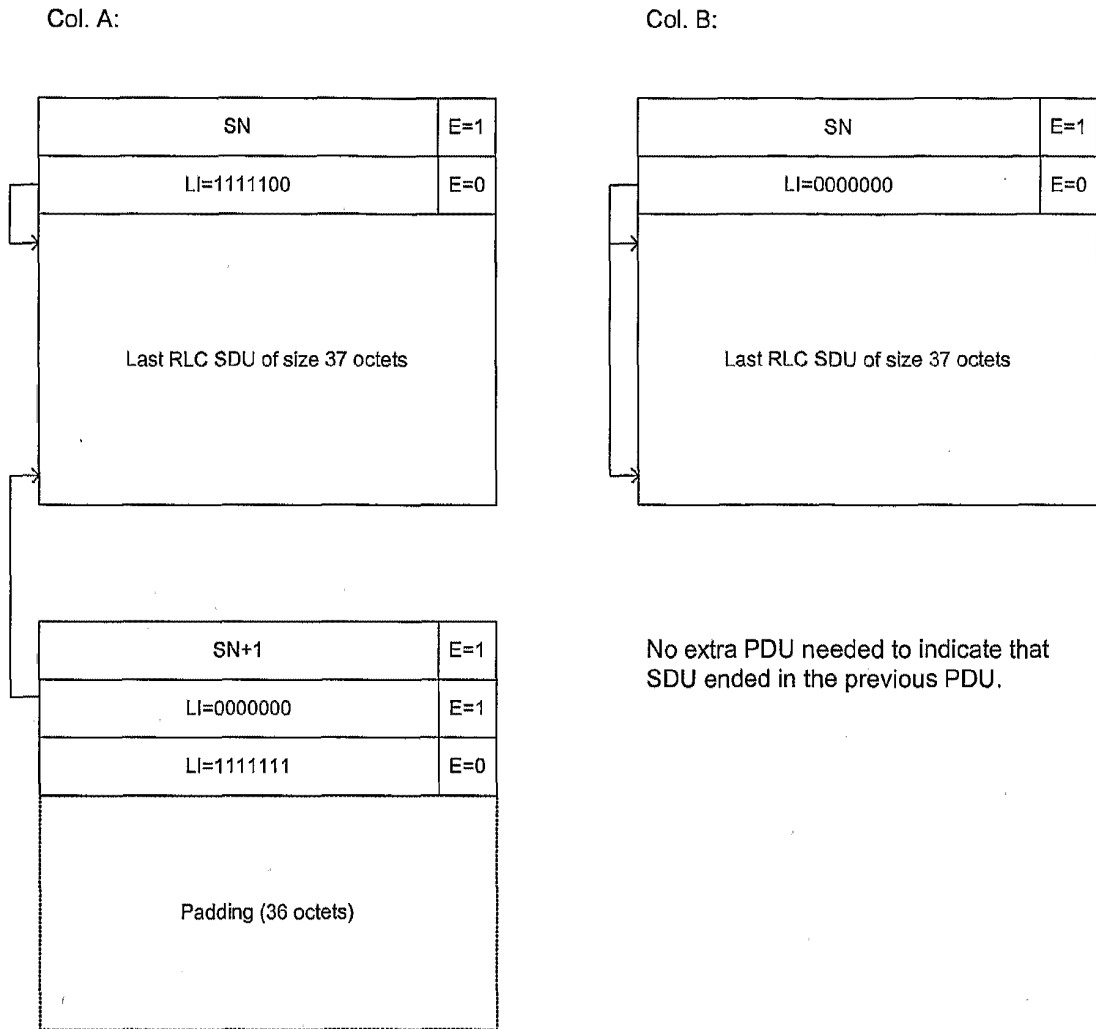 Col. A:
Col. B:
SN E=1
LI=1111100 E=0
Last RLC SDU of size 37 octets
SN E=1
LI=0000000 E=0
Last RLC SDU of size 37 octets
SN+1 E=1
LI=0000000 E=1
LI=1111111 E=0
Padding (36 octets)
No extra PDU needed to indicate that
SDU ended in the previous PDU.